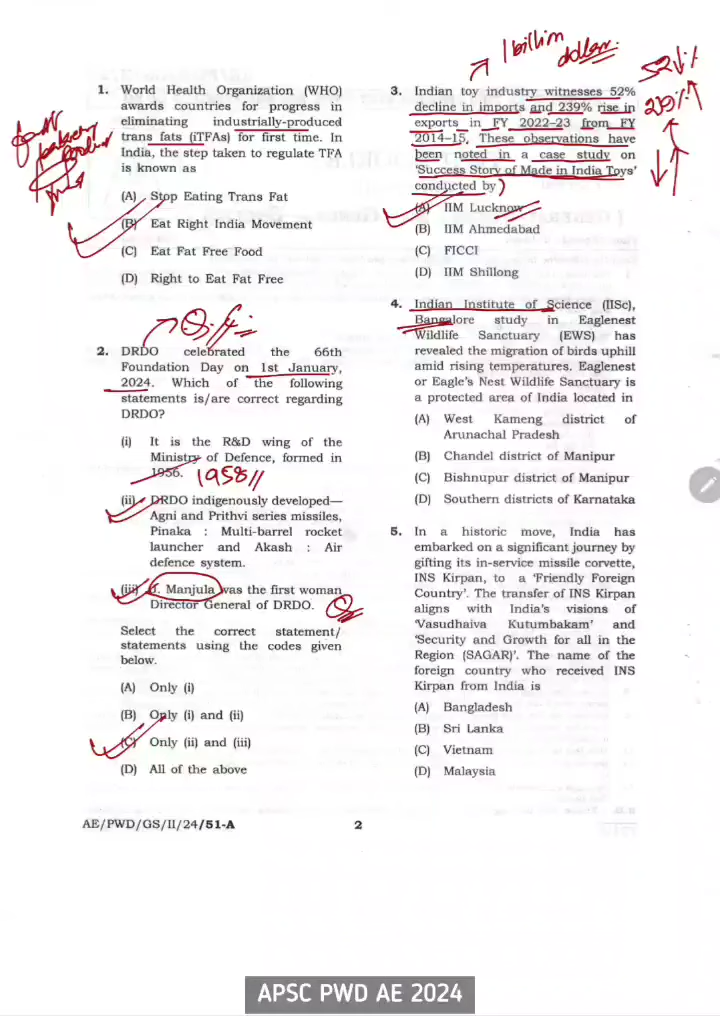 1 billion
dollar
52%
239%
1. World Health Organization (WHO)
awards countries for progress in
eliminating industrially-produced
trans fats (iTFAs) for first time. In
India, the step taken to regulate TFA
is known as
(A) Stop Eating Trans Fat
(B) Eat Right India Movement
(C) Eat Fat Free Food
(D) Right to Eat Fat Free
2. DRDO celebrated the 66th
Foundation Day on 1st January,
2024. Which of the following
statements is/are correct regarding
DRDO?
(i) It is the R&D wing of the
Ministry of Defence, formed in
1956. 1958
(ii) DRDO indigenously developed—
Agni and Prithvi series missiles,
Pinaka : Multi-barrel rocket
launcher and Akash : Air
defence system.
(iii) J. Manjula was the first woman
Director General of DRDO.
Select the correct statement/
statements using the codes given
below.
(A) Only (i)
(B) Only (i) and (ii)
(C) Only (ii) and (iii)
(D) All of the above
3. Indian toy industry witnesses 52%
decline in imports and 239% rise in
exports in FY 2022–23 from FY
2014–15. These observations have
been noted in a case study on
'Success Story of Made in India Toys'
conducted by
(A) IIM Lucknow
(B) IIM Ahmedabad
(C) FICCI
(D) IIM Shillong
4. Indian Institute of Science (IISc),
Bangalore study in Eaglenest
Wildlife Sanctuary (EWS) has
revealed the migration of birds uphill
amid rising temperatures. Eaglenest
or Eagle's Nest Wildlife Sanctuary is
a protected area of India located in
(A) West Kameng district of
Arunachal Pradesh
(B) Chandel district of Manipur
(C) Bishnupur district of Manipur
(D) Southern districts of Karnataka
5. In a historic move, India has
embarked on a significant journey by
gifting its in-service missile corvette,
INS Kirpan, to a 'Friendly Foreign
Country'. The transfer of INS Kirpan
aligns with India's visions of
'Vasudhaiva Kutumbakam' and
'Security and Growth for all in the
Region (SAGAR)'. The name of the
foreign country who received INS
Kirpan from India is
(A) Bangladesh
(B) Sri Lanka
(C) Vietnam
(D) Malaysia
AE/PWD/GS/II/24/51-A
2
APSC PWD AE 2024